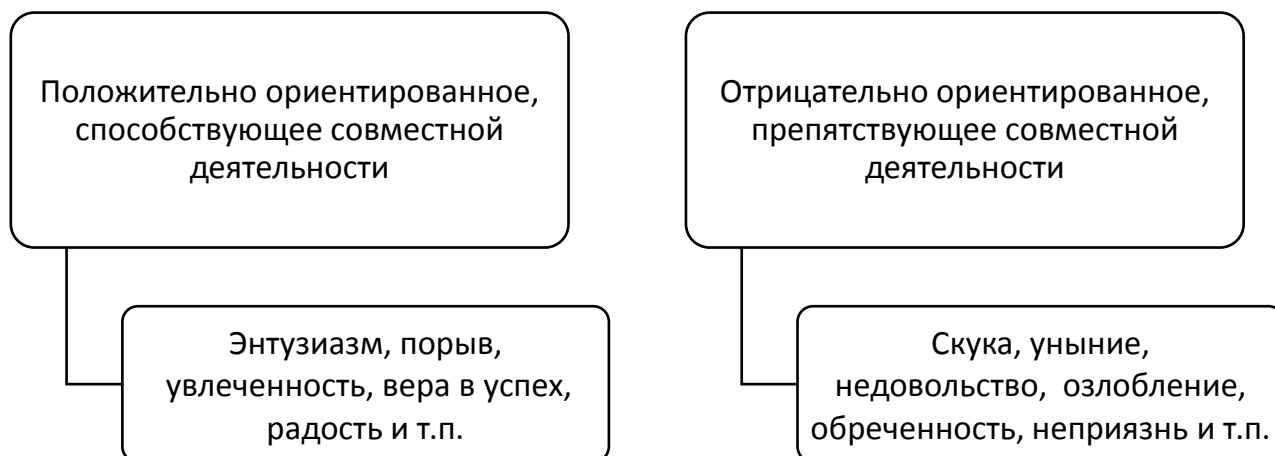 Положительно ориентированное,
способствующее совместной
деятельности
Энтузиазм, порыв,
увлеченность, вера в успех,
радость и т.п.
Отрицательно ориентированное,
препятствующее совместной
деятельности
Скука, уныние,
недовольство, озлобление,
обреченность, неприязнь и т.п.